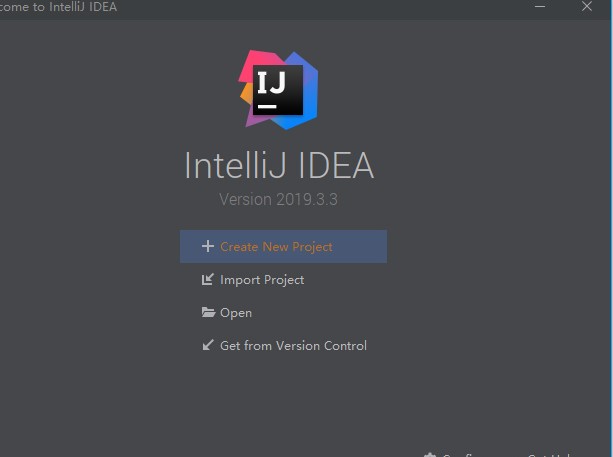 come to IntelliJ IDEA
IJ
IntelliJ IDEA
Version 2019.3.3
Create New Project
Import Project
Open
Get from Version Control